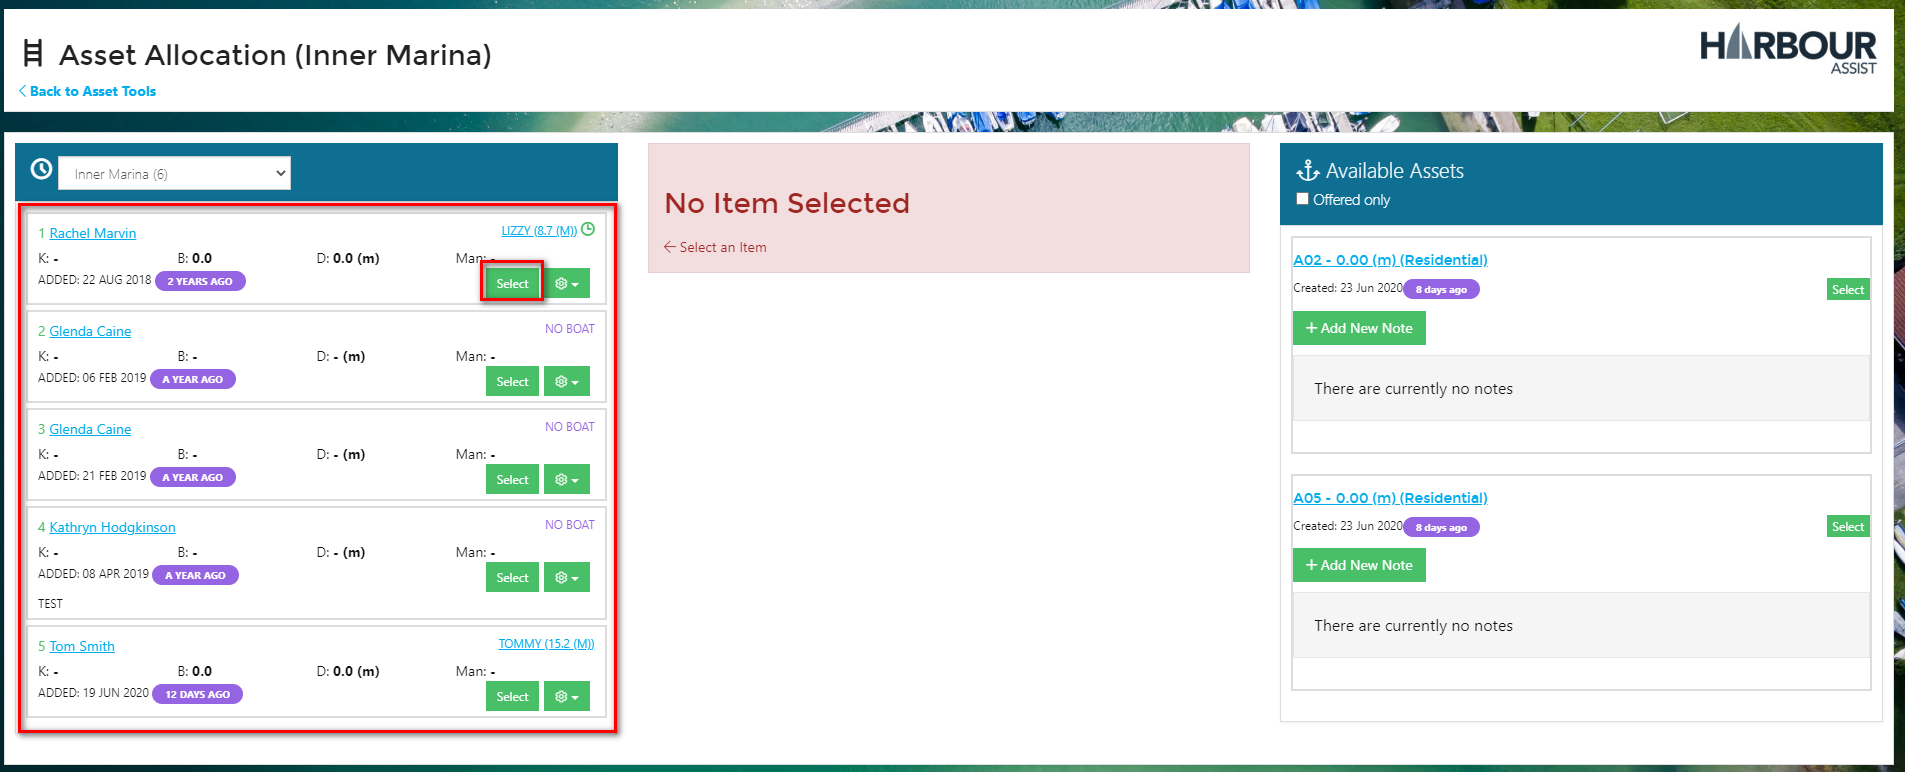 Asset Allocation (Inner Marina)
HARBOUR
ASSIST
Back to Asset Tools
Inner Marina (6)
1 Rachel Marvin
LIZZY (8.7 (M))
K: - B: 0.0 D: 0.0 (m) Man: -
ADDED: 22 AUG 2018 2 YEARS AGO
Select
2 Glenda Caine
NO BOAT
K: - B: - D: - (m) Man: -
ADDED: 06 FEB 2019 A YEAR AGO
Select
3 Glenda Caine
NO BOAT
K: - B: - D: - (m) Man: -
ADDED: 21 FEB 2019 A YEAR AGO
Select
4 Kathryn Hodgkinson
NO BOAT
K: - B: - D: - (m) Man: -
ADDED: 08 APR 2019 A YEAR AGO
Select
TEST
5 Tom Smith
TOMMY (15.2 (M))
K: - B: 0.0 D: 0.0 (m) Man: -
ADDED: 19 JUN 2020 12 DAYS AGO
Select
No Item Selected
Select an Item
Available Assets
Offered only
A02 - 0.00 (m) (Residential)
Created: 23 Jun 2020 8 days ago
Select
+ Add New Note
There are currently no notes
A05 - 0.00 (m) (Residential)
Created: 23 Jun 2020 8 days ago
Select
+ Add New Note
There are currently no notes